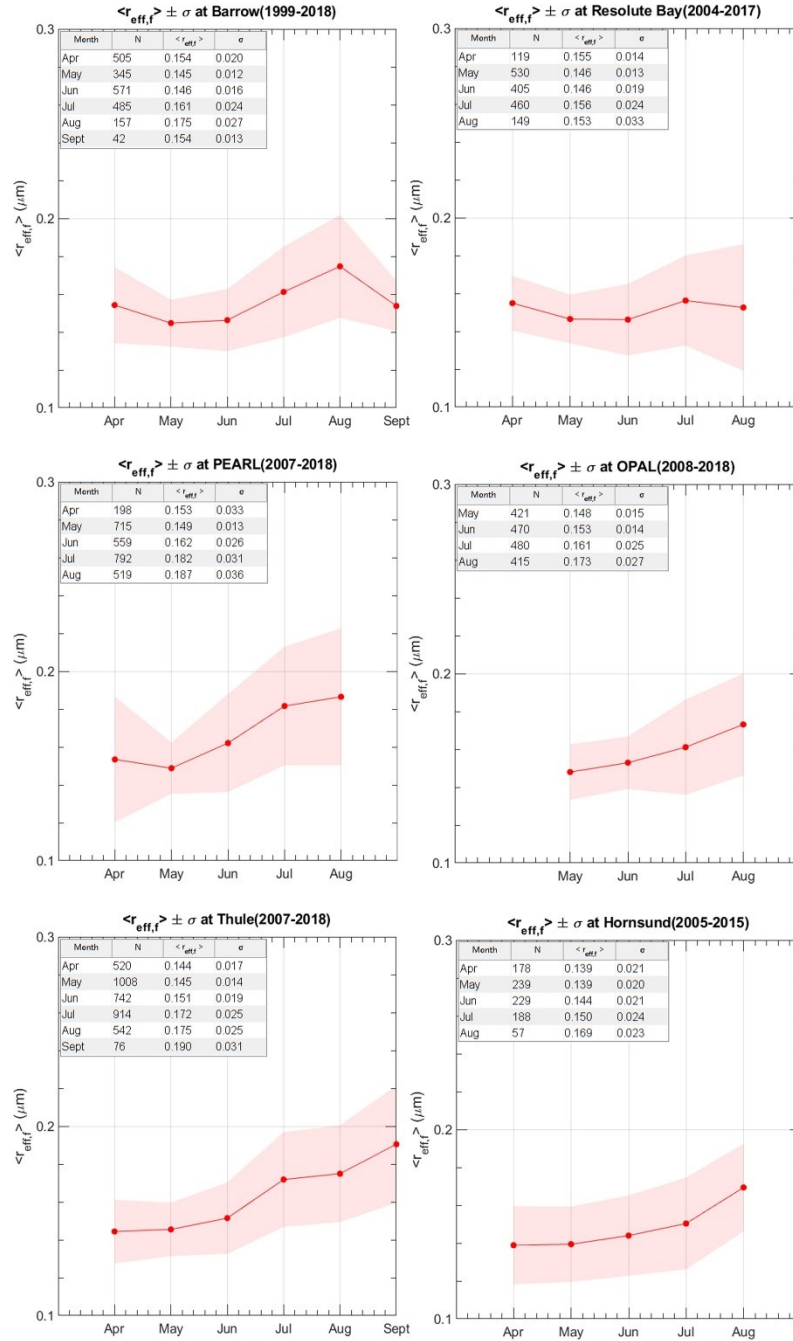 <r_eff,f> ± σ at Barrow(1999-2018)
Month N <r_eff,f> σ
Apr 505 0.154 0.020
May 345 0.145 0.012
Jun 571 0.146 0.016
Jul 485 0.161 0.024
Aug 157 0.175 0.027
Sept 42 0.154 0.013
<r_eff,f> (μm)
0.3
0.2
0.1
Apr May Jun Jul Aug Sept
<r_eff,f> ± σ at Resolute Bay(2004-2017)
Month N <r_eff,f> σ
Apr 119 0.155 0.014
May 530 0.146 0.013
Jun 405 0.146 0.019
Jul 460 0.156 0.024
Aug 149 0.153 0.033
<r_eff,f> (μm)
0.3
0.2
0.1
Apr May Jun Jul Aug
<r_eff,f> ± σ at PEARL(2007-2018)
Month N <r_eff,f> σ
Apr 198 0.153 0.033
May 715 0.149 0.013
Jun 559 0.162 0.026
Jul 792 0.182 0.031
Aug 519 0.187 0.036
<r_eff,f> (μm)
0.3
0.2
0.1
Apr May Jun Jul Aug
<r_eff,f> ± σ at OPAL(2008-2018)
Month N <r_eff,f> σ
May 421 0.148 0.015
Jun 470 0.153 0.014
Jul 480 0.161 0.025
Aug 415 0.173 0.027
<r_eff,f> (μm)
0.3
0.2
0.1
May Jun Jul Aug
<r_eff,f> ± σ at Thule(2007-2018)
Month N <r_eff,f> σ
Apr 520 0.144 0.017
May 1008 0.145 0.014
Jun 742 0.151 0.019
Jul 914 0.172 0.025
Aug 542 0.175 0.025
Sept 76 0.190 0.031
<r_eff,f> (μm)
0.3
0.2
0.1
Apr May Jun Jul Aug Sept
<r_eff,f> ± σ at Hornsund(2005-2015)
Month N <r_eff,f> σ
Apr 178 0.139 0.021
May 239 0.139 0.020
Jun 229 0.144 0.021
Jul 188 0.150 0.024
Aug 57 0.169 0.023
<r_eff,f> (μm)
0.3
0.2
0.1
Apr May Jun Jul Aug